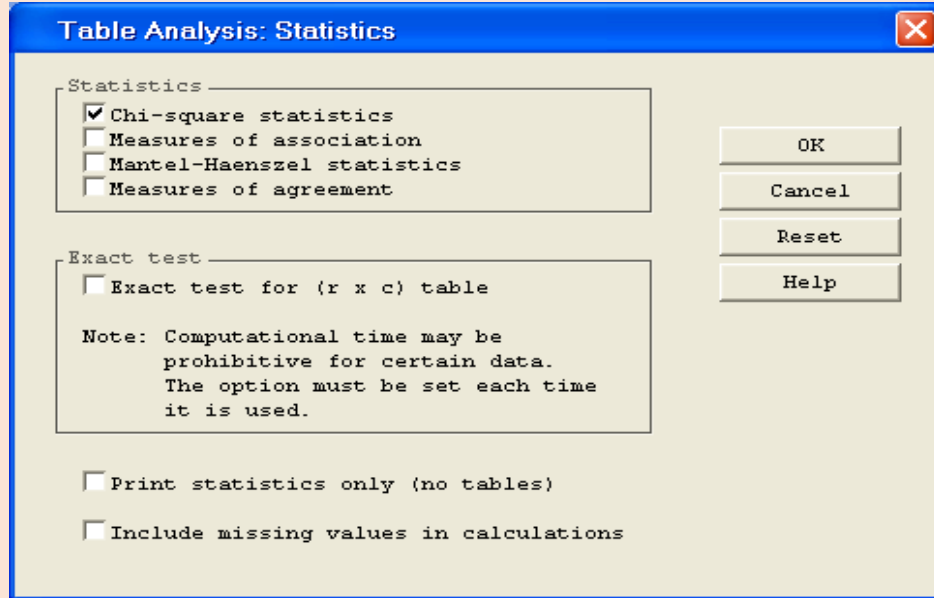 Table Analysis: Statistics
Statistics
Chi-square statistics
Measures of association
Mantel-Haenszel statistics
Measures of agreement
OK
Cancel
Reset
Help
Exact test
Exact test for (r x c) table
Note: Computational time may be
prohibitive for certain data.
The option must be set each time
it is used.
Print statistics only (no tables)
Include missing values in calculations